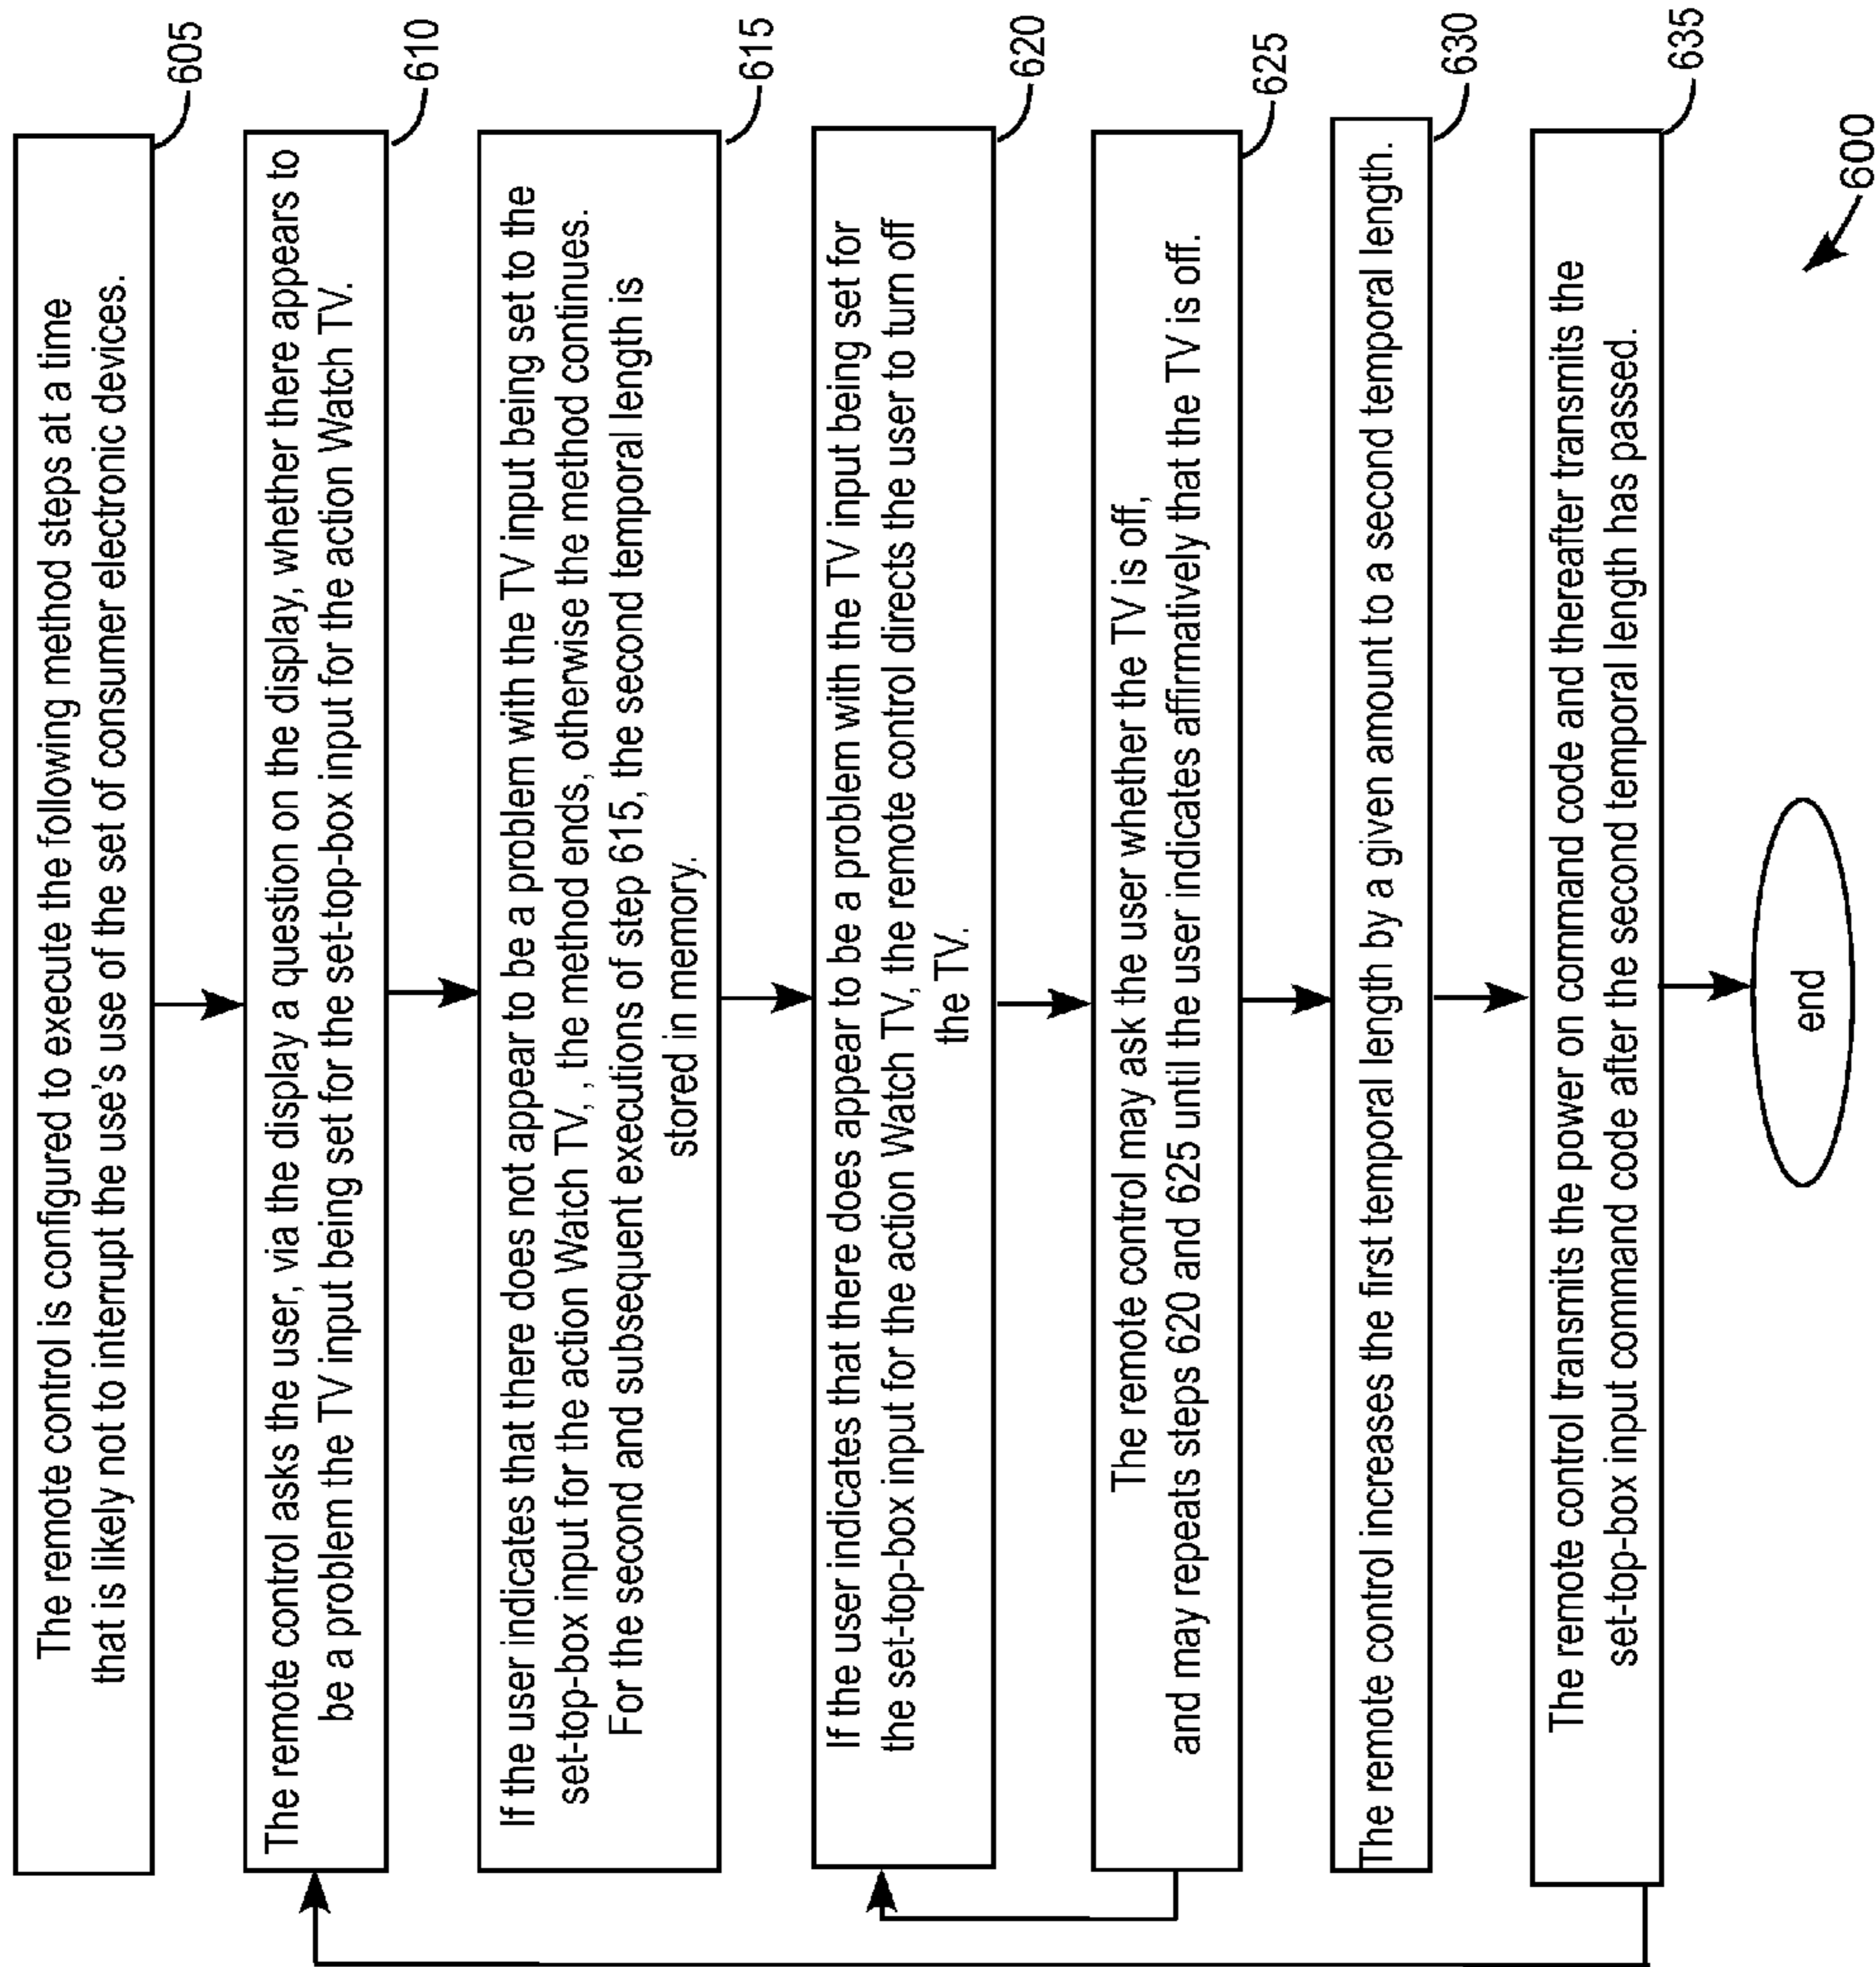 The remote control is configured to execute the following method steps at a time
that is likely not to interrupt the use's use of the set of consumer electronic devices.
605
The remote control asks the user, via the display a question on the display, whether there appears to
be a problem the TV input being set for the set-top-box input for the action Watch TV.
610
If the user indicates that there does not appear to be a problem with the TV input being set to the
set-top-box input for the action Watch TV, , the method ends, otherwise the method continues.
For the second and subsequent executions of step 615, the second temporal length is
stored in memory.
615
If the user indicates that there does appear to be a problem with the TV input being set for
the set-top-box input for the action Watch TV, the remote control directs the user to turn off
the TV.
620
The remote control may ask the user whether the TV is off,
and may repeats steps 620 and 625 until the user indicates affirmatively that the TV is off.
625
The remote control increases the first temporal length by a given amount to a second temporal length.
630
The remote control transmits the power on command code and thereafter transmits the
set-top-box input command code after the second temporal length has passed.
635
end
600